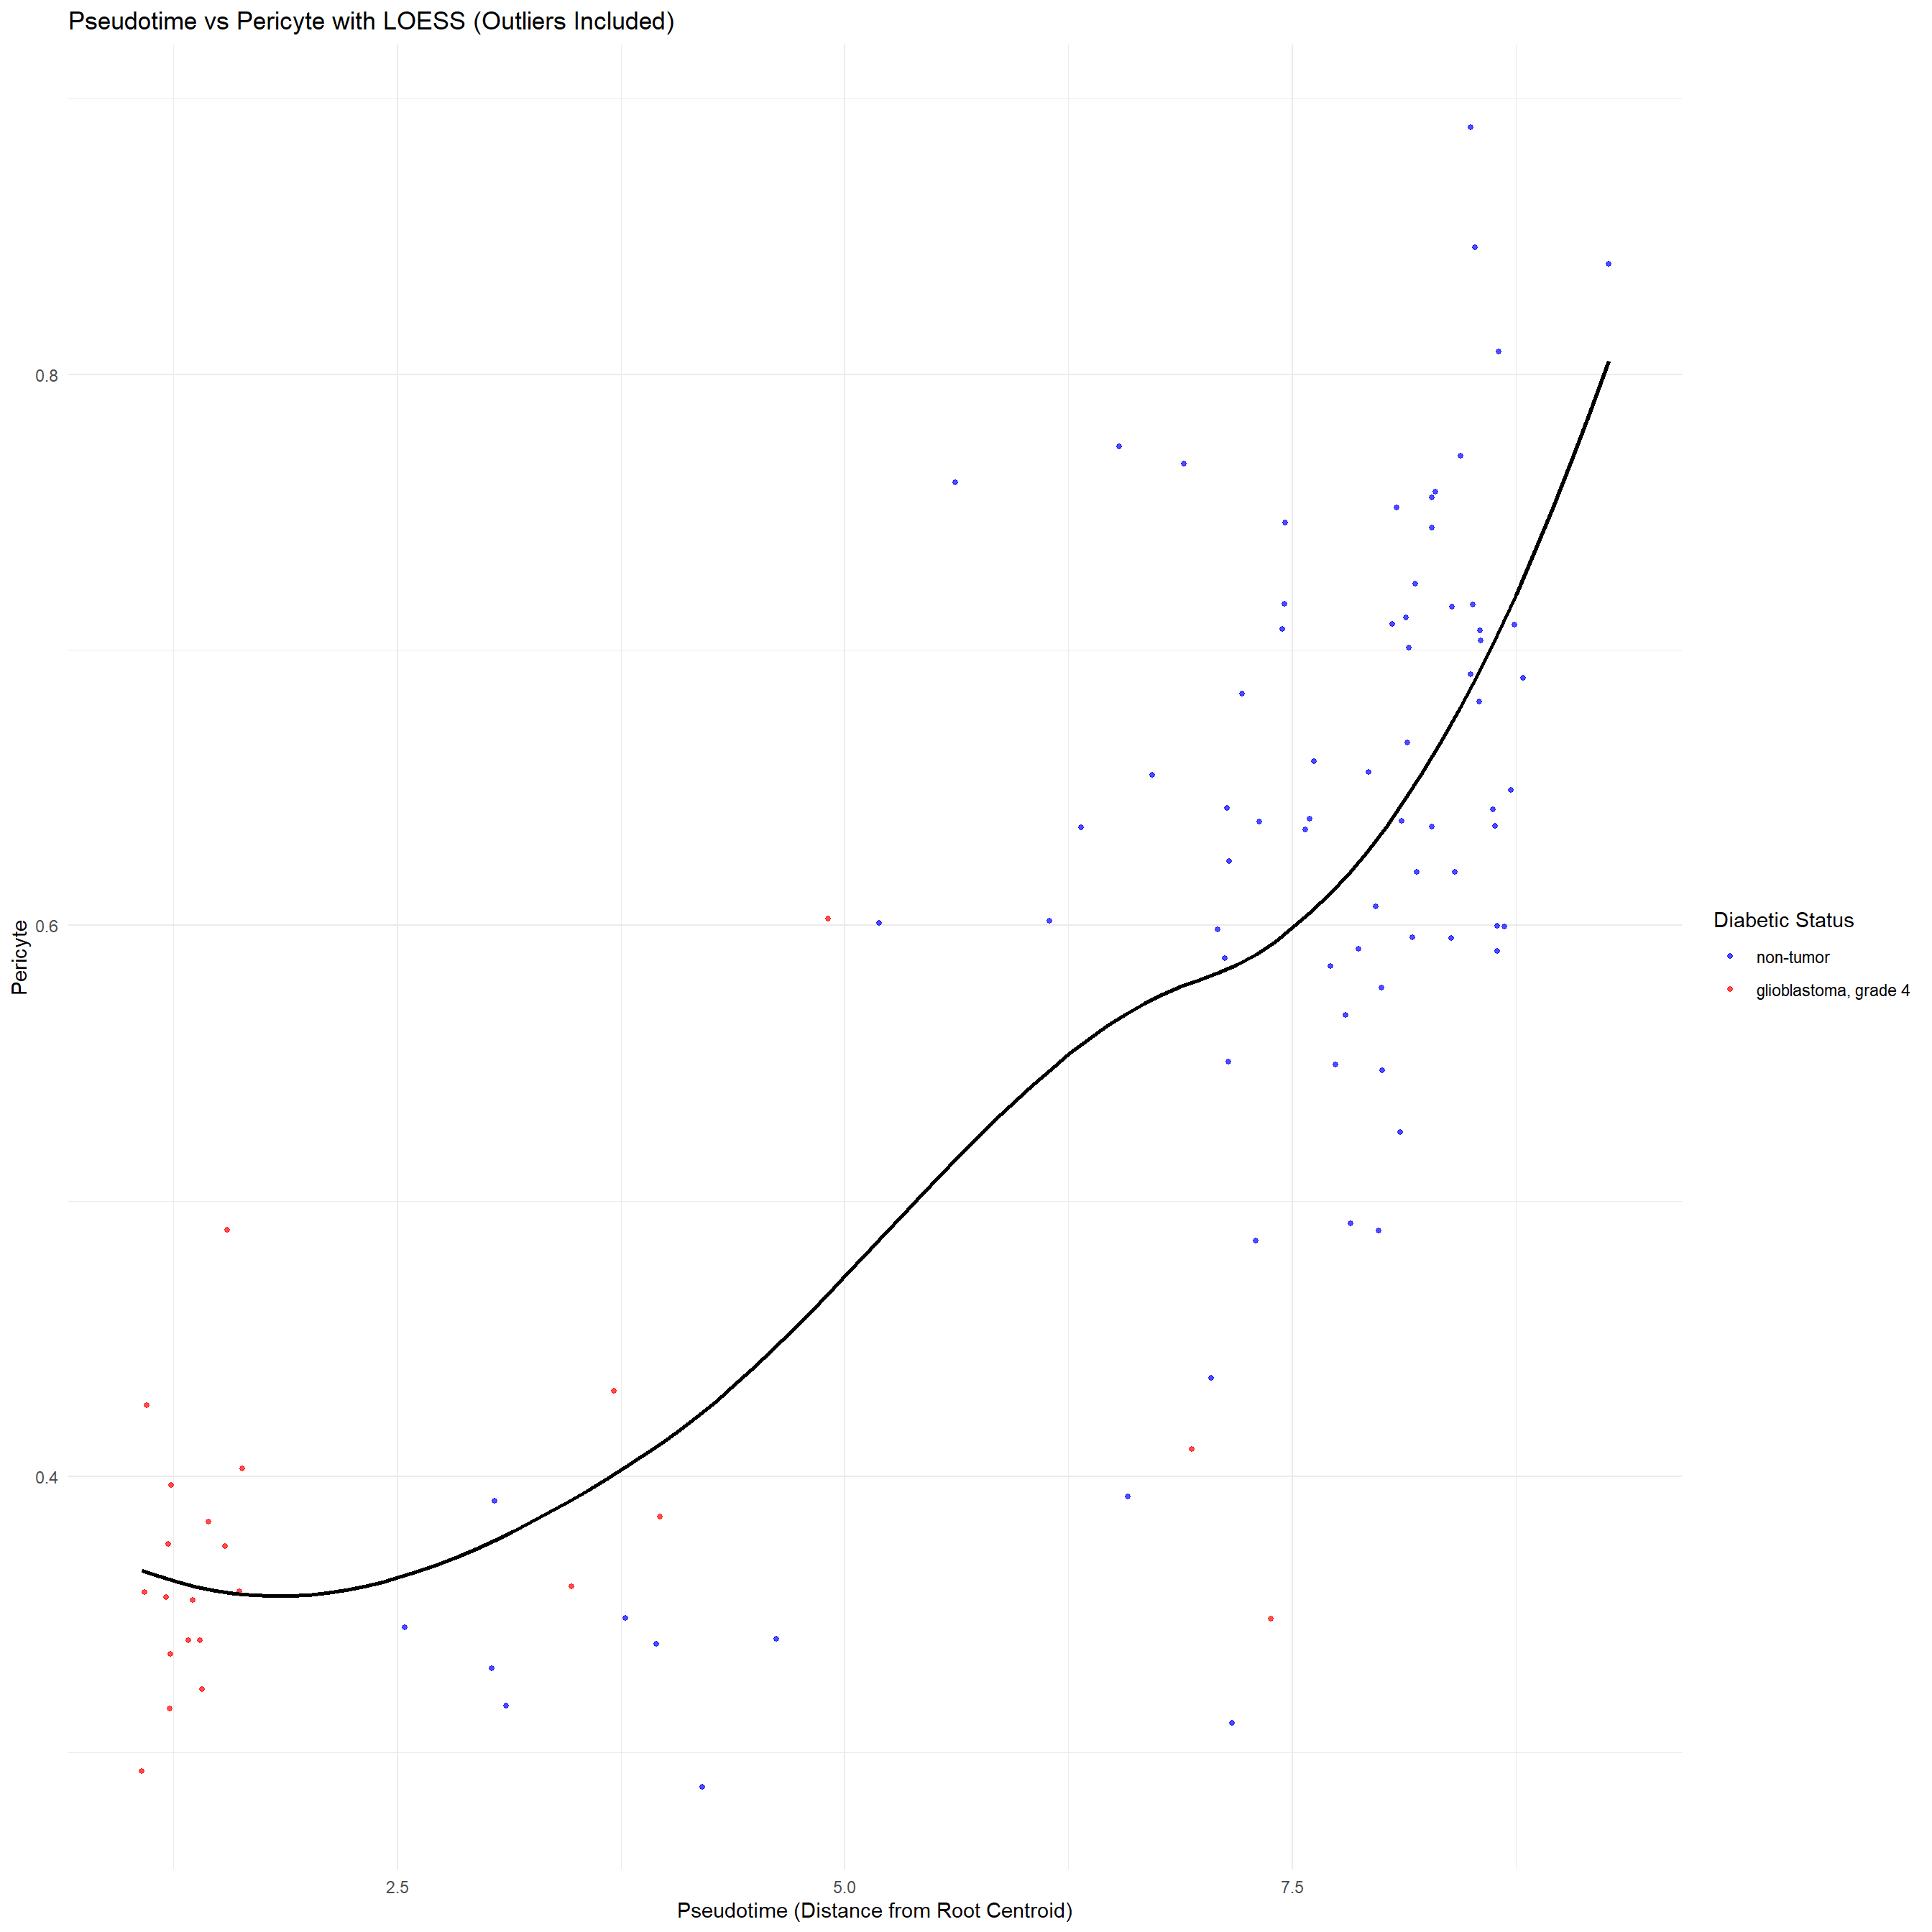 Pseudotime vs Pericyte with LOESS (Outliers Included)
0.8
0.6
0.4
Pericyte
2.5
5.0
7.5
Pseudotime (Distance from Root Centroid)
Diabetic Status
non-tumor
glioblastoma, grade 4